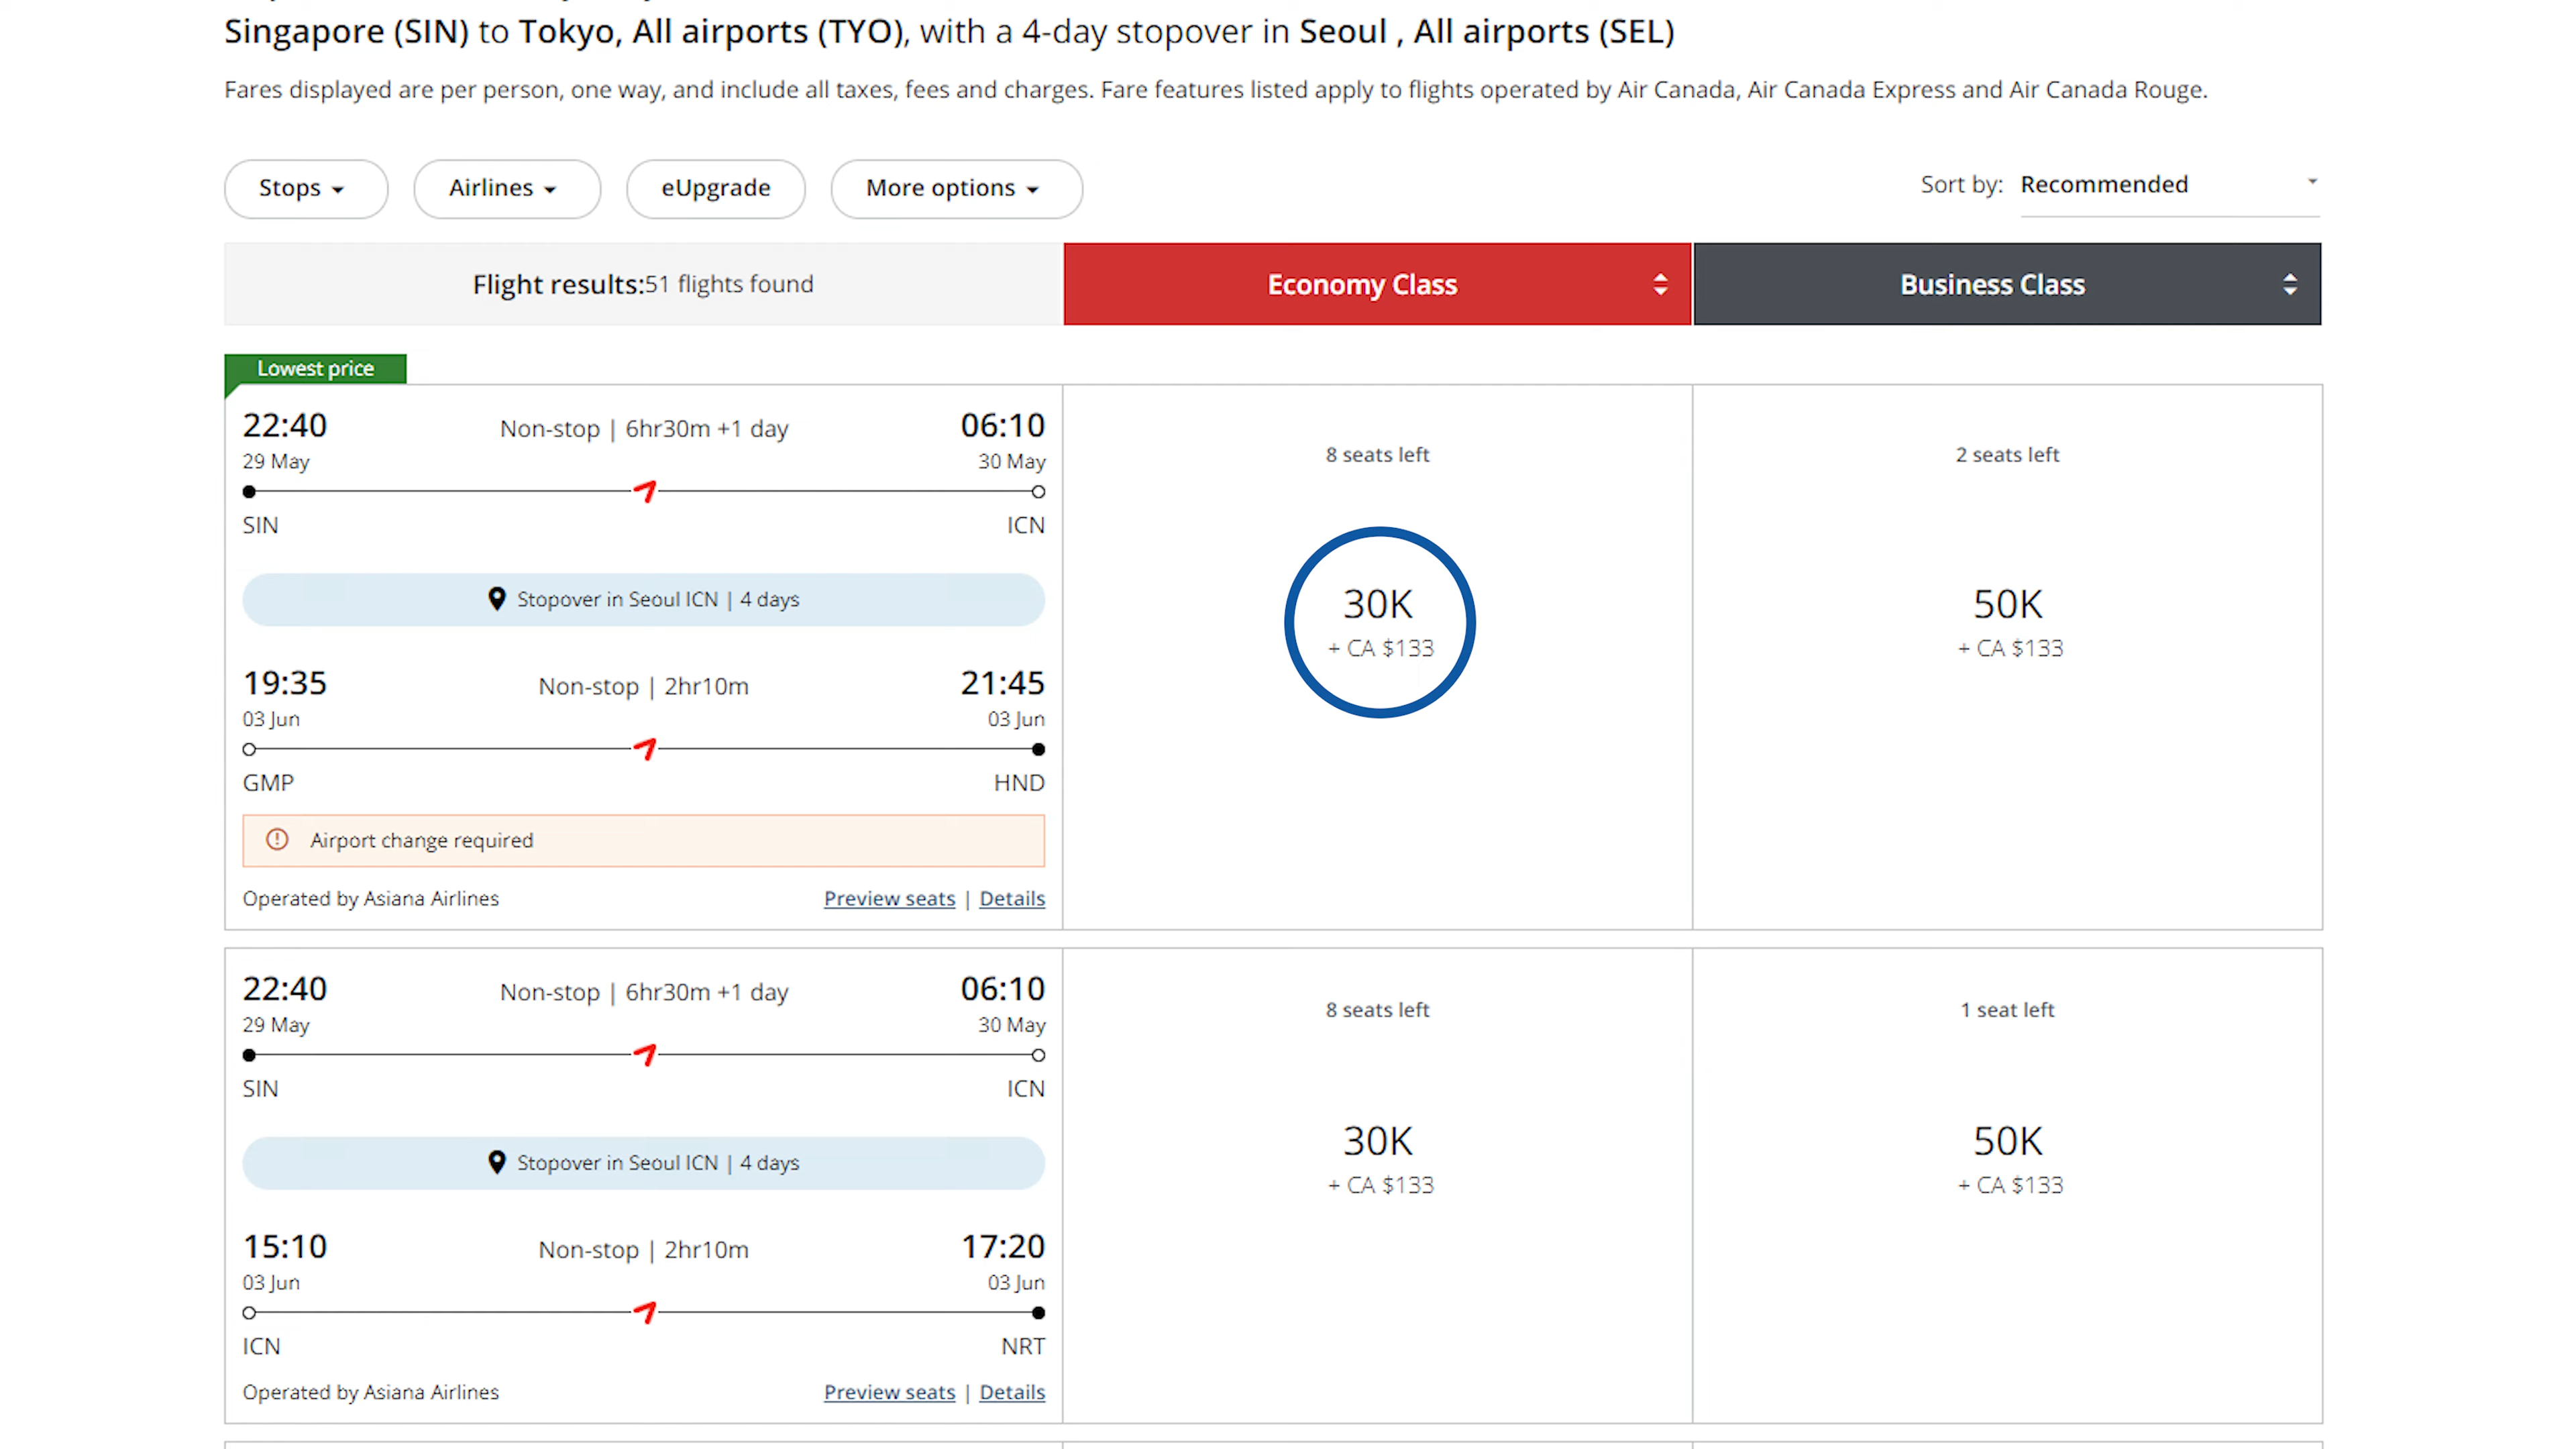 Singapore (SIN) to Tokyo, All airports (TYO), with a 4-day stopover in Seoul , All airports (SEL)
Fares displayed are per person, one way, and include all taxes, fees and charges. Fare features listed apply to flights operated by Air Canada, Air Canada Express and Air Canada Rouge.
Stops Airlines eUpgrade More options Sort by: Recommended
Flight results:51 flights found Economy Class Business Class
Lowest price
22:40 Non-stop | 6hr30m +1 day 06:10
29 May 30 May 8 seats left 2 seats left
SIN ICN
Stopover in Seoul ICN | 4 days 30K 50K
+ CA $133 + CA $133
19:35 Non-stop | 2hr10m 21:45
03 Jun 03 Jun
GMP HND
Airport change required
Operated by Asiana Airlines Preview seats | Details
22:40 Non-stop | 6hr30m +1 day 06:10
29 May 30 May 8 seats left 1 seat left
SIN ICN
Stopover in Seoul ICN | 4 days 30K 50K
+ CA $133 + CA $133
15:10 Non-stop | 2hr10m 17:20
03 Jun 03 Jun
ICN NRT
Operated by Asiana Airlines Preview seats | Details